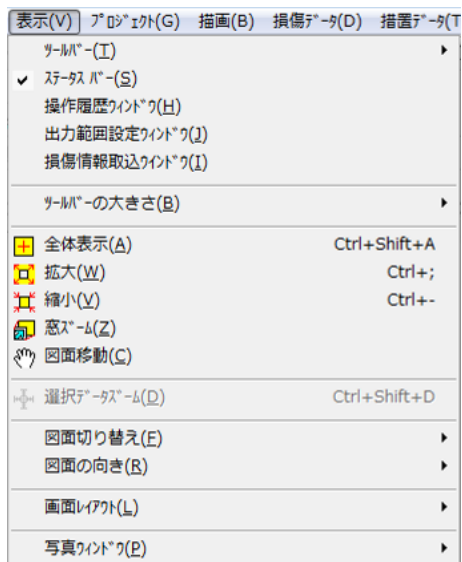 表示(V) ﾌﾟﾛｼﾞｪｸﾄ(G) 描画(B) 損傷ﾃﾞｰﾀ(D) 措置ﾃﾞｰﾀ(T
ﾂｰﾙﾊﾞｰ(T)
ｽﾃｰﾀｽ ﾊﾞｰ(S)
操作履歴ｳｨﾝﾄﾞｳ(H)
出力範囲設定ｳｨﾝﾄﾞｳ(J)
損傷情報取込ｳｲﾝﾄﾞｳ(I)
ﾂｰﾙﾊﾞｰの大きさ(B)
全体表示(A) Ctrl+Shift+A
拡大(W) Ctrl+;
縮小(V) Ctrl+-
窓ｽﾞｰﾑ(Z)
図面移動(C)
選択ﾃﾞｰﾀｽﾞｰﾑ(D) Ctrl+Shift+D
図面切り替え(F)
図面の向き(R)
画面ﾚｲｱｳﾄ(L)
写真ｳｨﾝﾄﾞｳ(P)